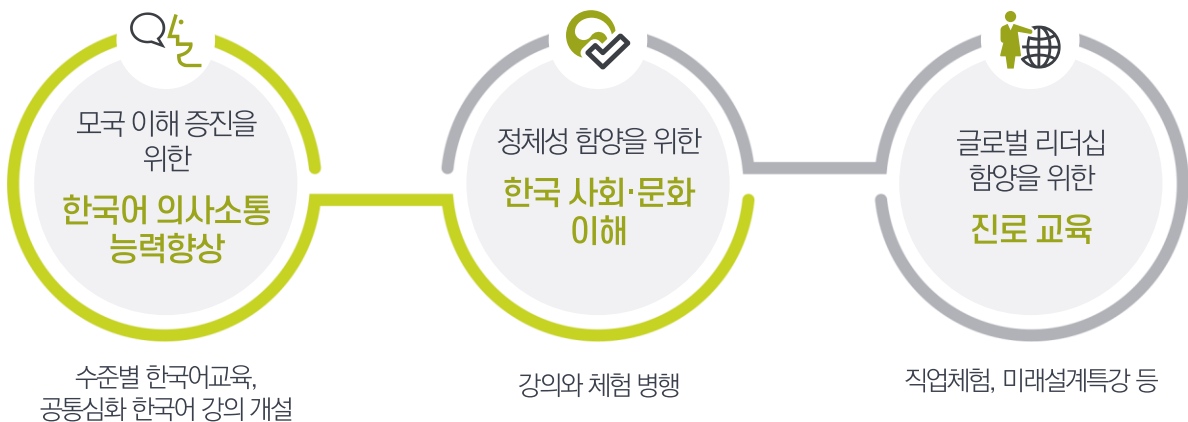 모국 이해 증진을
위한
한국어 의사소통
능력향상
수준별 한국어교육,
공통심화 한국어 강의 개설
정체성 함양을 위한
한국 사회·문화
이해
강의와 체험 병행
글로벌 리더십
함양을 위한
진로 교육
직업체험, 미래설계특강 등